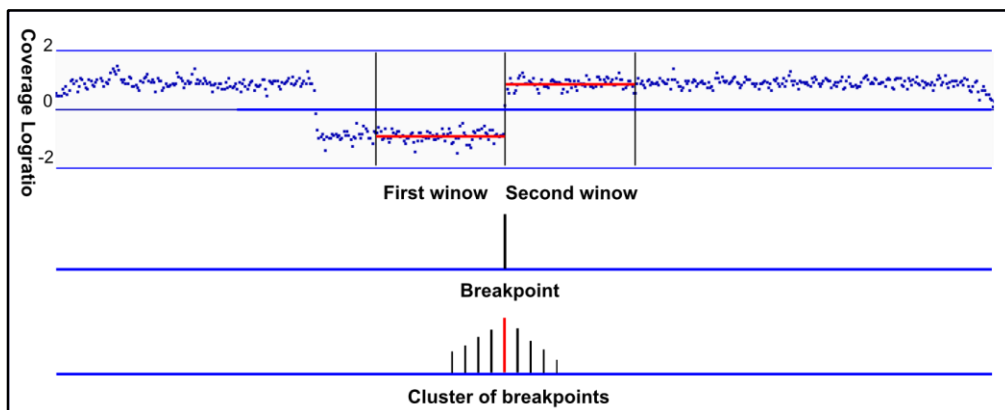 Coverage Logratio
2
0
-2
First winow Second winow
Breakpoint
Cluster of breakpoints